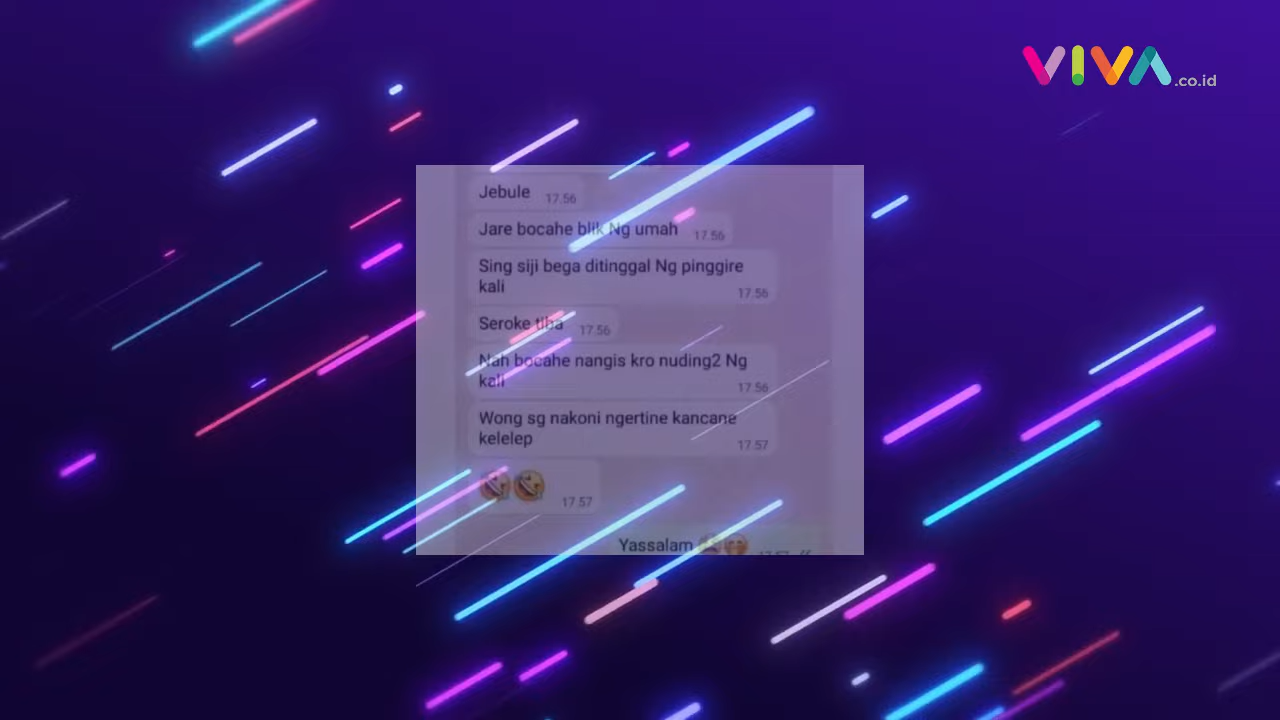 VIVA.co.id
Jebule 17.56
Jare bocahe blik Ng umah 17.56
Sing siji bega ditinggal Ng pinggire
kali 17.56
Seroke tiba 17.56
Nah bocahe nangis kro nuding2 Ng
kali 17.56
Wong sg nakoni ngertine kancane
kelelep 17.57
🤣🤣 17.57
Yassalam